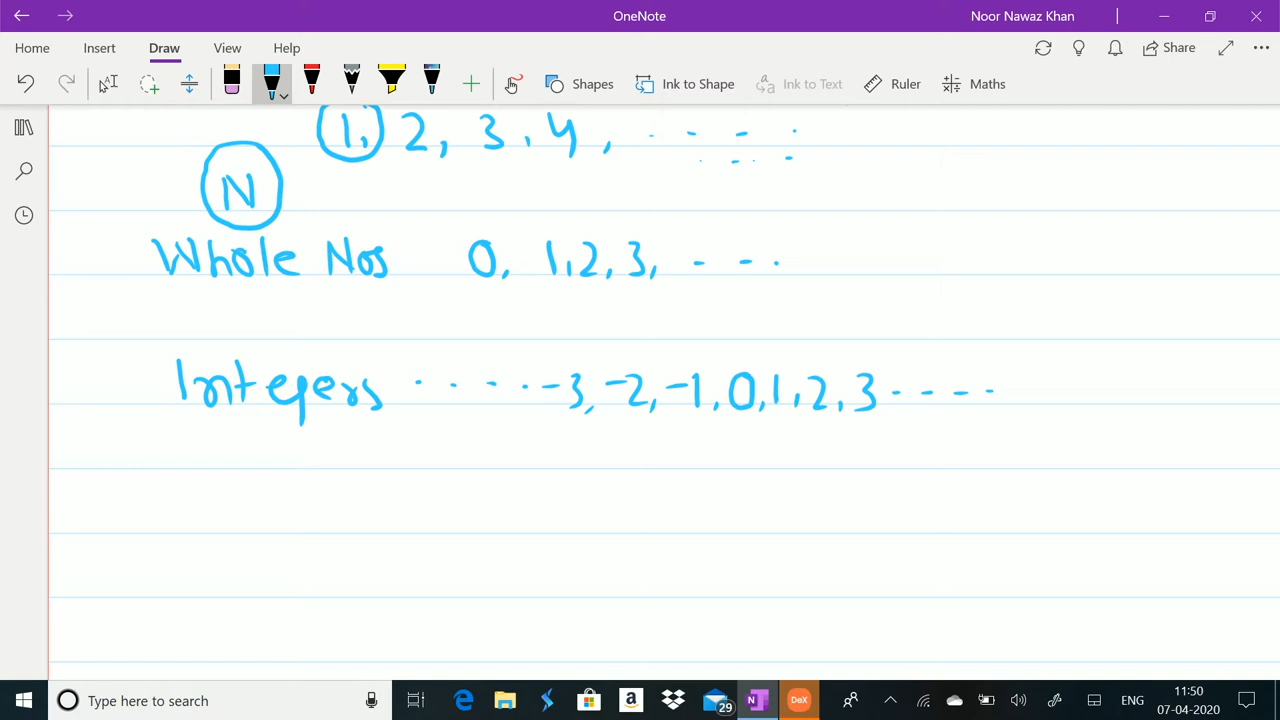 OneNote
Noor Nawaz Khan
Home Insert Draw View Help Share
Shapes Ink to Shape Ink to Text Ruler Maths
1, 2, 3, 4, . - - .
N
Whole Nos 0, 1, 2, 3, - - .
Integers . . . . . -3, -2, -1, 0, 1, 2, 3 - - - - .
Type here to search
29
N
DeX
ENG
11:50
07-04-2020